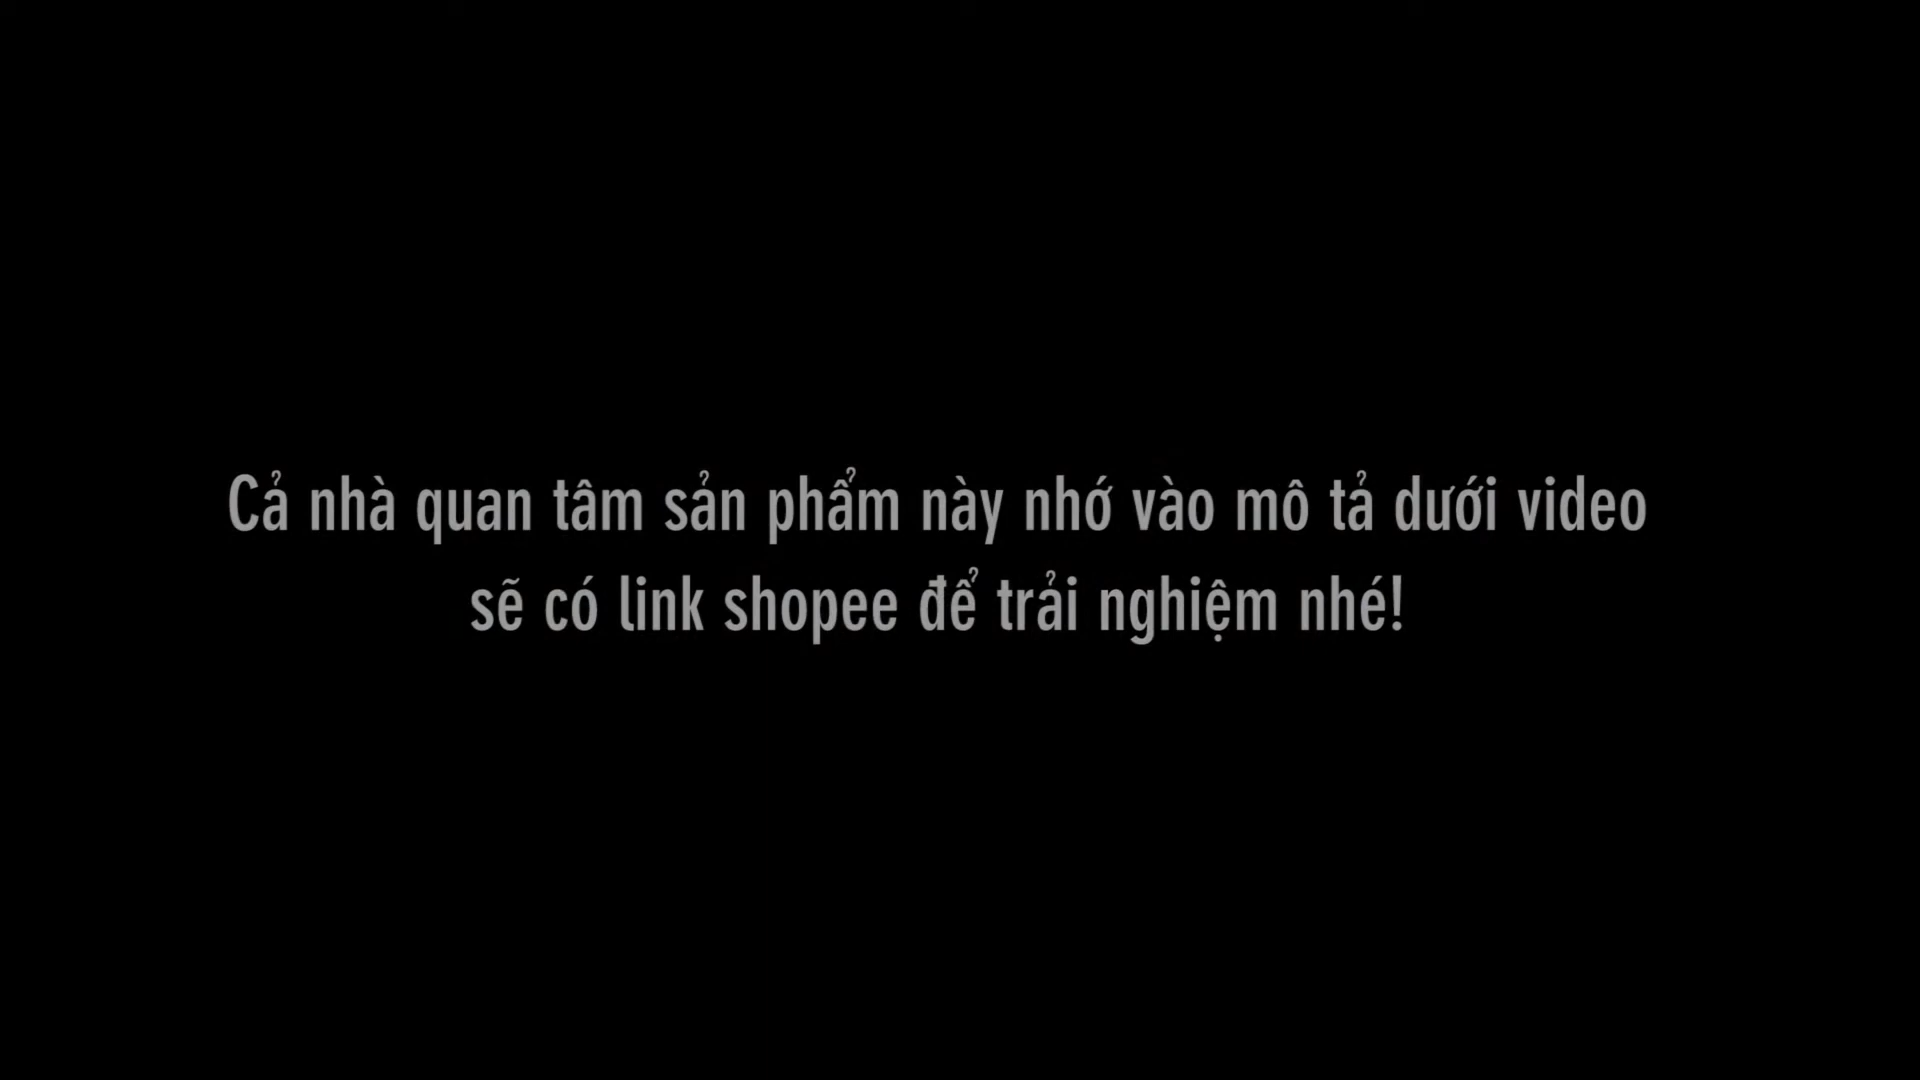 Cả nhà quan tâm sản phẩm này nhớ vào mô tả dưới video
sẽ có link shopee để trải nghiệm nhé!